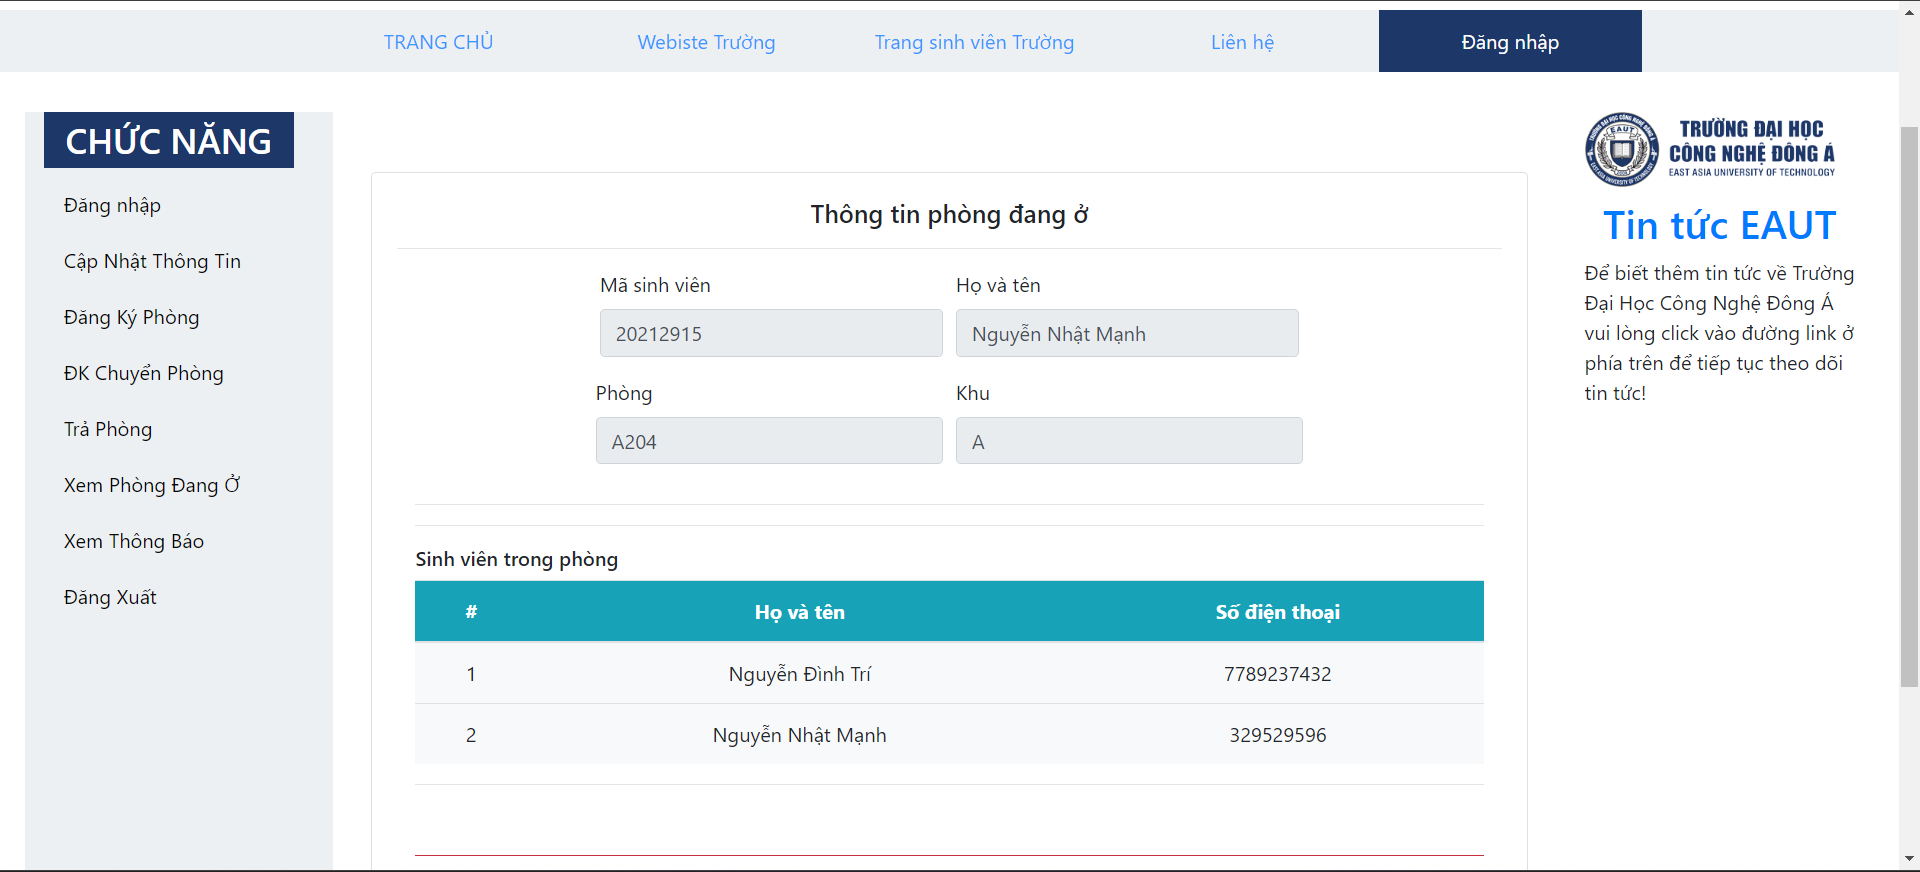 TRANG CHỦ
Webiste Trường
Trang sinh viên Trường
Liên hệ
Đăng nhập
CHỨC NĂNG
Đăng nhập
Cập Nhật Thông Tin
Đăng Ký Phòng
ĐK Chuyển Phòng
Trả Phòng
Xem Phòng Đang Ở
Xem Thông Báo
Đăng Xuất
Thông tin phòng đang ở
Mã sinh viên
Họ và tên
20212915
Nguyễn Nhật Mạnh
Phòng
Khu
A204
A
Sinh viên trong phòng
# Họ và tên Số điện thoại
1 Nguyễn Đình Trí 7789237432
2 Nguyễn Nhật Mạnh 329529596
EAUT
TRƯỜNG ĐẠI HỌC
CÔNG NGHỆ ĐÔNG Á
EAST ASIA UNIVERSITY OF TECHNOLOGY
Tin tức EAUT
Để biết thêm tin tức về Trường
Đại Học Công Nghệ Đông Á
vui lòng click vào đường link ở
phía trên để tiếp tục theo dõi
tin tức!